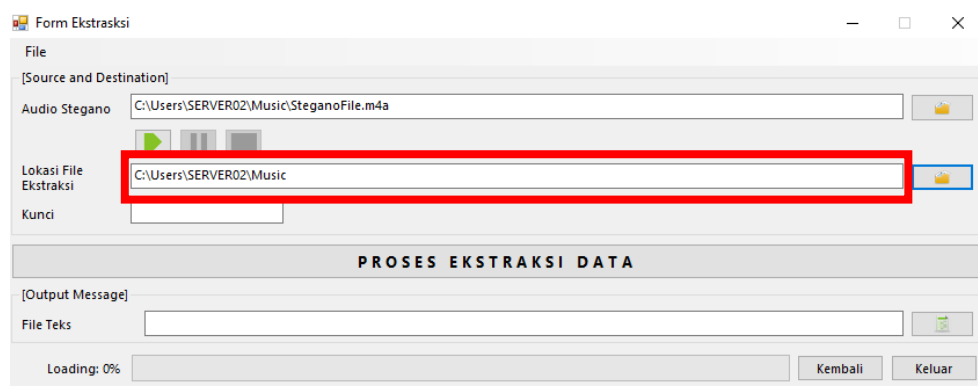 Form Ekstrasksi
File
[Source and Destination]
Audio Stegano C:\Users\SERVER02\Music\SteganoFile.m4a
Lokasi File
Ekstraksi
C:\Users\SERVER02\Music
Kunci
PROSES EKSTRAKSI DATA
[Output Message]
File Teks
Loading: 0% Kembali Keluar